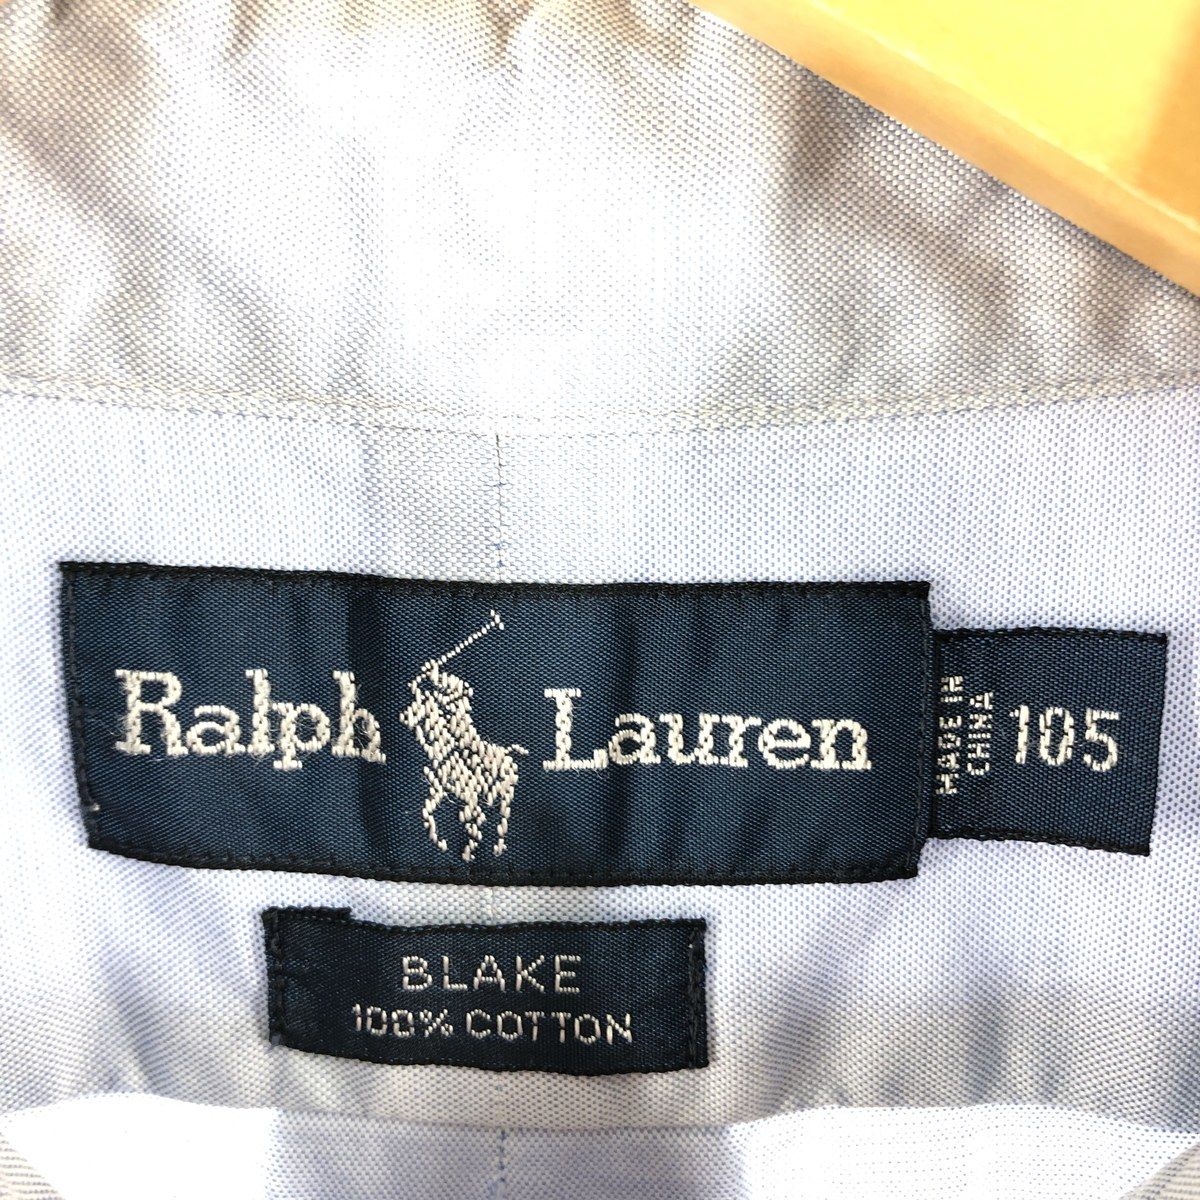 Ralph Lauren
MADE IN
CHINA
105
BLAKE
100% COTTON